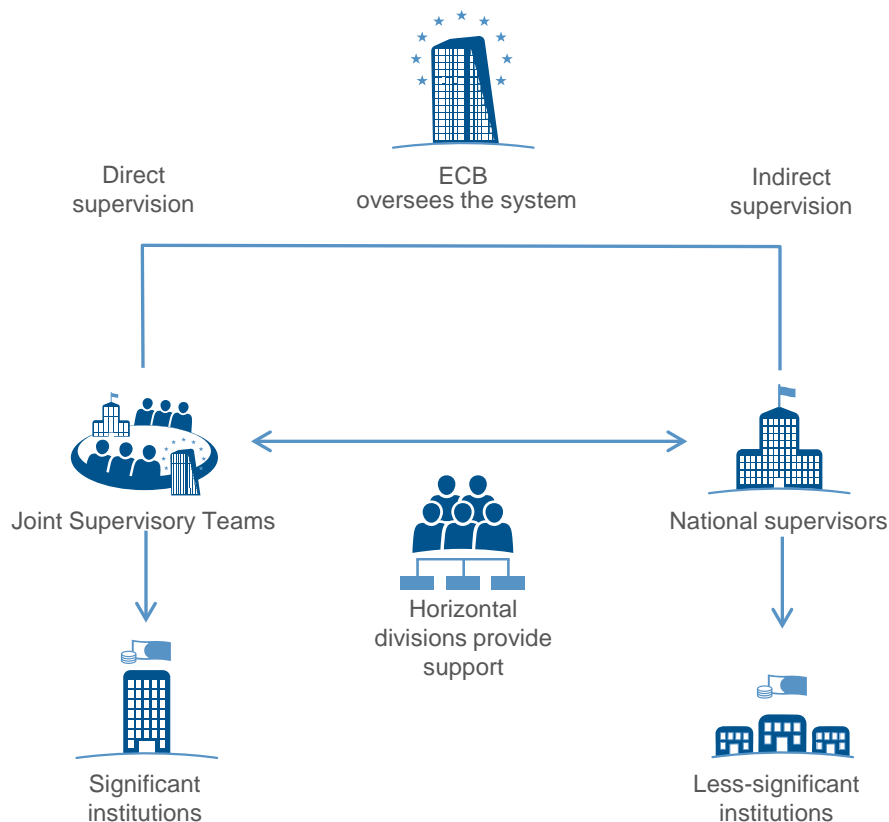 ECB
oversees the system
Direct
supervision
Indirect
supervision
Joint Supervisory Teams
National supervisors
Horizontal
divisions provide
support
Significant
institutions
Less-significant
institutions